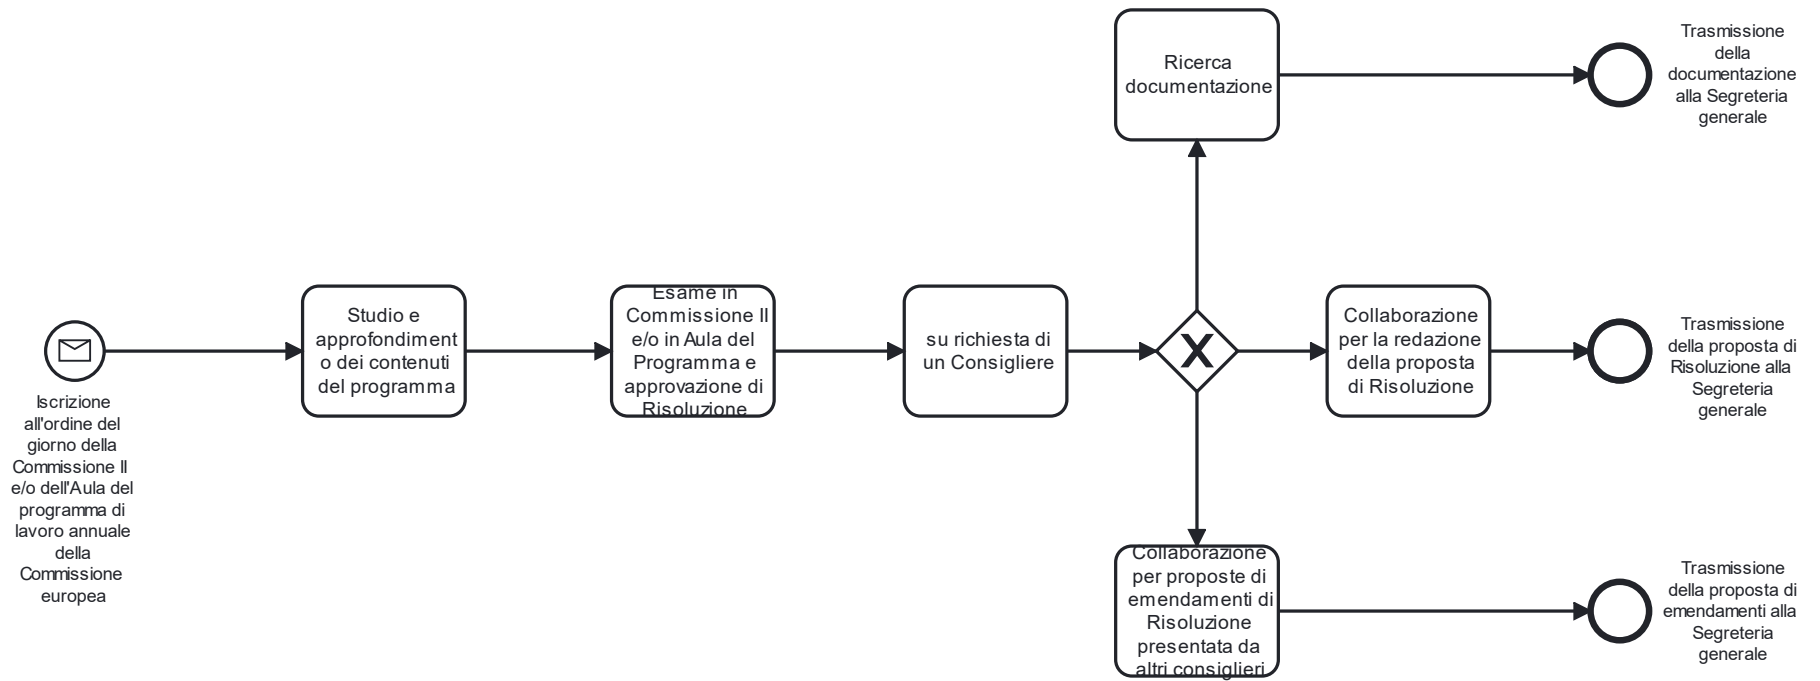 Iscrizione
all'ordine del
giorno della
Commissione II
e/o dell'Aula del
programma di
lavoro annuale
della
Commissione
europea
Studio e
approfondiment
o dei contenuti
del programma
Esame in
Commissione II
e/o in Aula del
Programma e
approvazione di
Risoluzione
su richiesta di
un Consigliere
X
Ricerca
documentazione
Trasmissione
della
documentazione
alla Segreteria
generale
Collaborazione
per la redazione
della proposta
di Risoluzione
Trasmissione
della proposta di
Risoluzione alla
Segreteria
generale
Collaborazione
per proposte di
emendamenti di
Risoluzione
presentata da
altri consiglieri
Trasmissione
della proposta di
emendamenti alla
Segreteria
generale